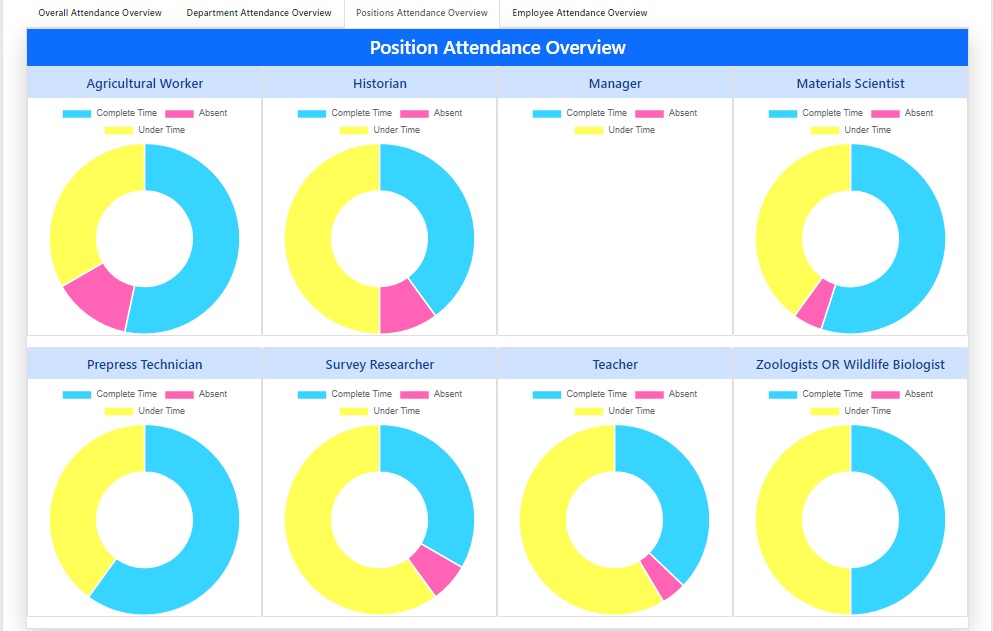 Overall Attendance Overview Department Attendance Overview Positions Attendance Overview Employee Attendance Overview
Position Attendance Overview
Agricultural Worker
Complete Time Absent
Under Time
Historian
Complete Time Absent
Under Time
Manager
Complete Time Absent
Under Time
Materials Scientist
Complete Time Absent
Under Time
Prepress Technician
Complete Time Absent
Under Time
Survey Researcher
Complete Time Absent
Under Time
Teacher
Complete Time Absent
Under Time
Zoologists OR Wildlife Biologist
Complete Time Absent
Under Time